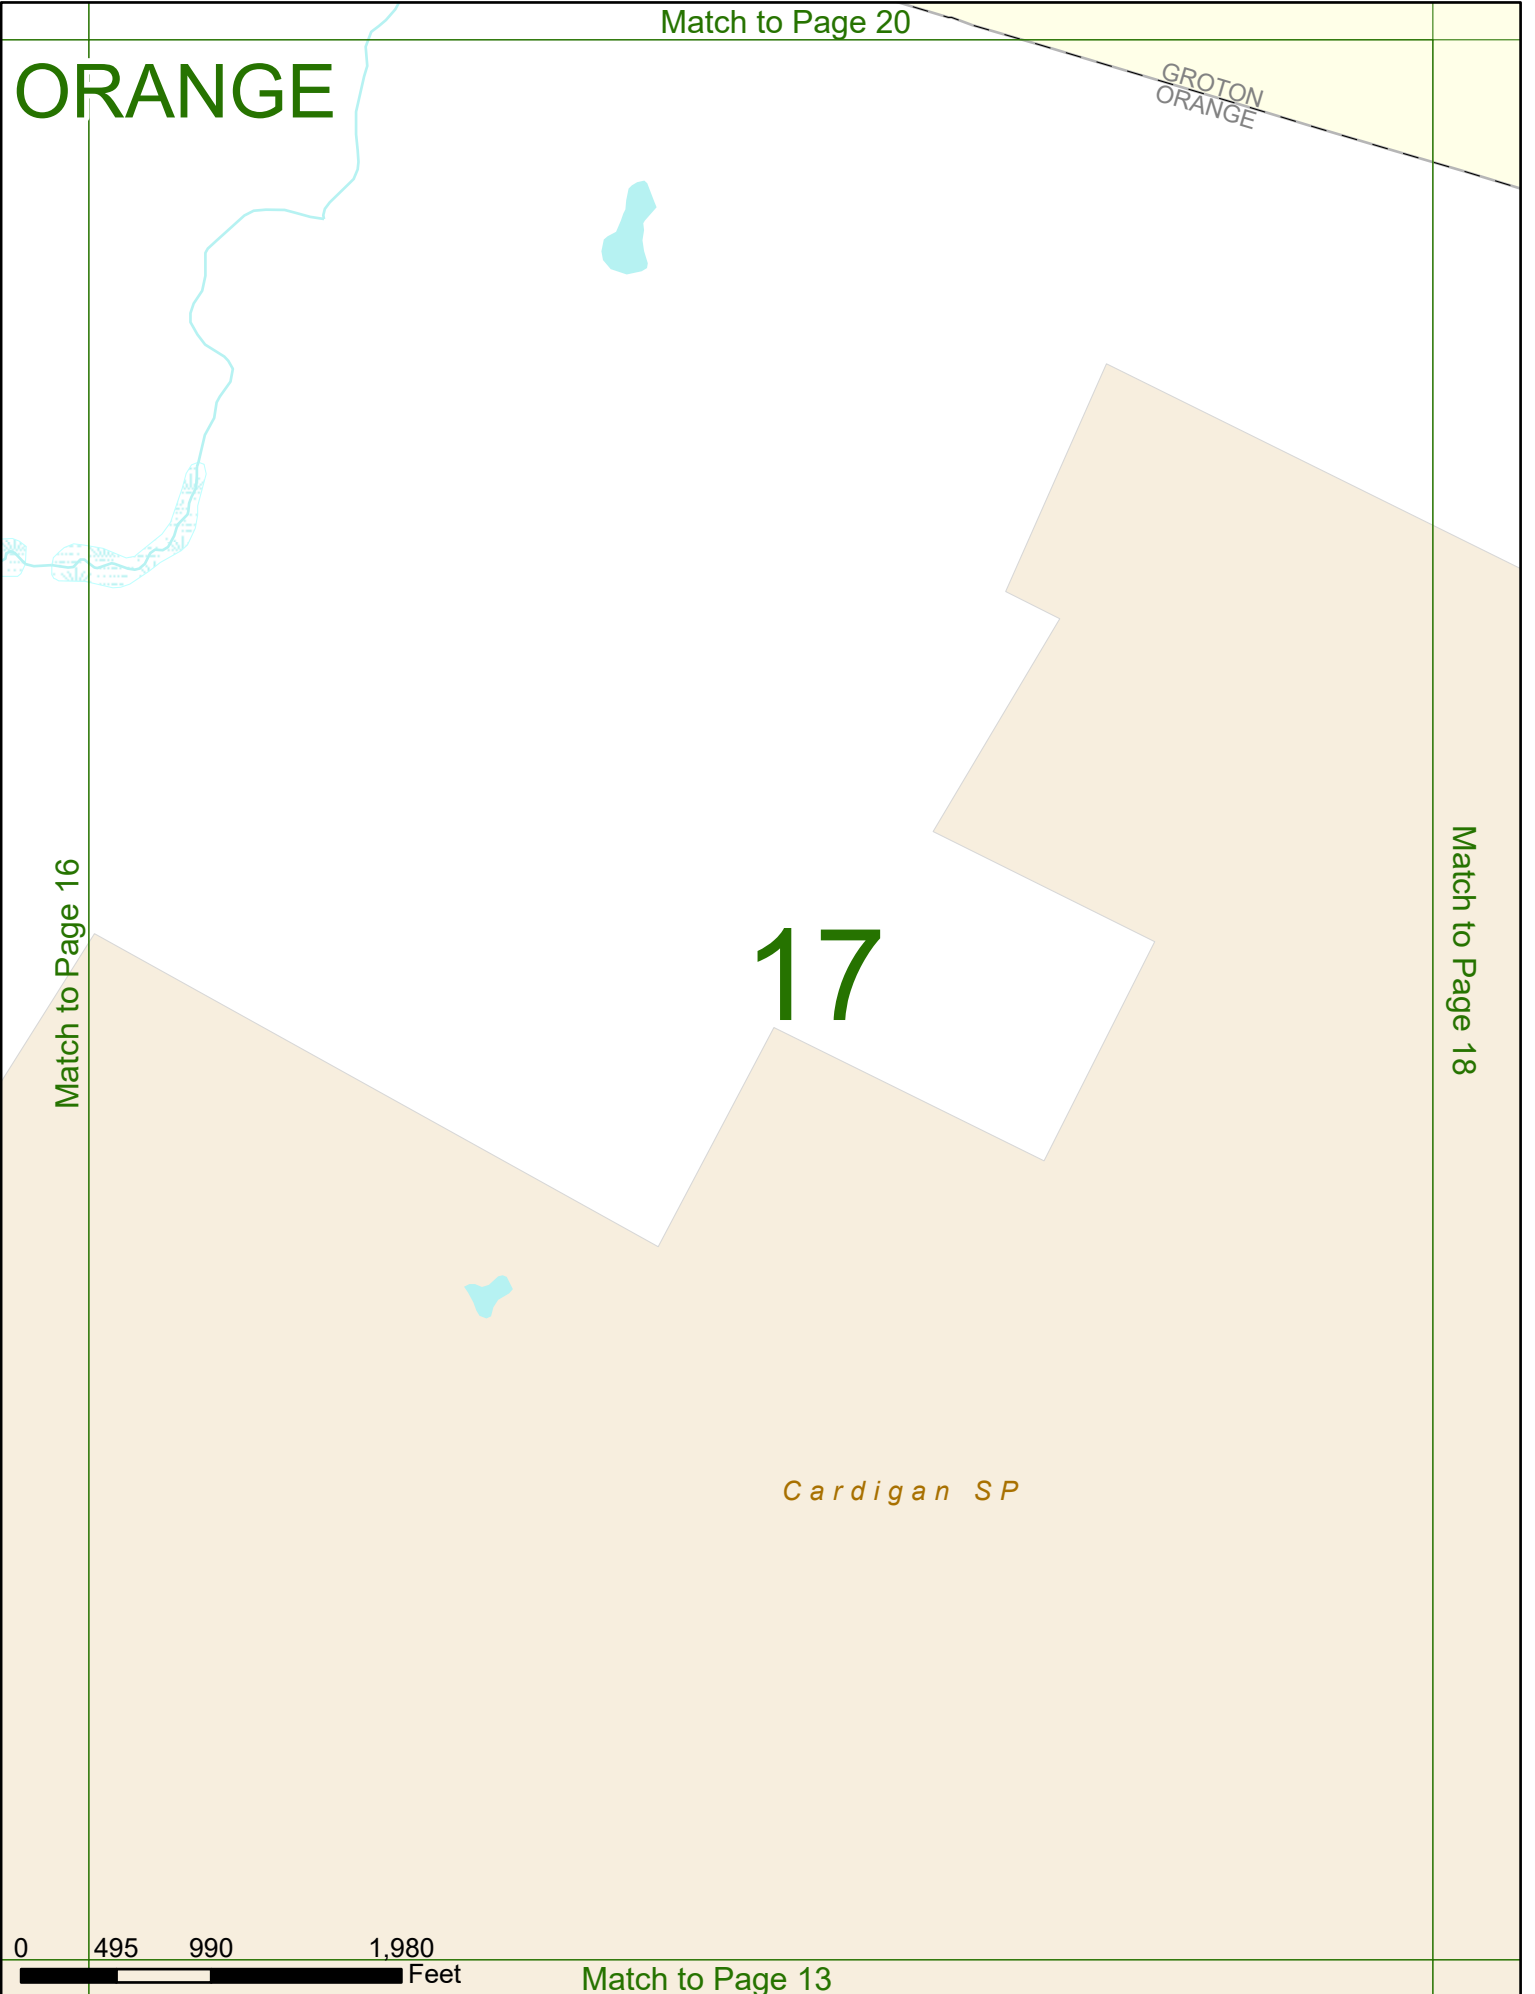 Match to Page 20
ORANGE
GROTON
ORANGE
Match to Page 16
Match to Page 18
17
Cardigan SP
0 495 990 1,980
Feet
Match to Page 13